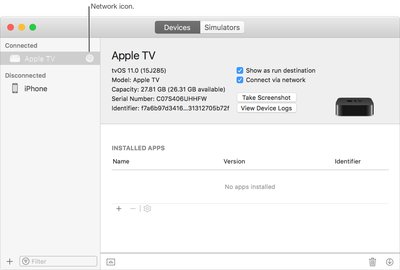 Network icon.
Devices Simulators
Connected
Apple TV
Disconnected
iPhone
Apple TV
tvOS 11.0 (15J285)
Model: Apple TV
Capacity: 27.81 GB (26.31 GB available)
Serial Number: C07S406UHHFW
Identifier: f7a6b97d3416...31312705b72f
Show as run destination
Connect via network
Take Screenshot
View Device Logs
INSTALLED APPS
Name Version Identifier
No apps installed
Filter